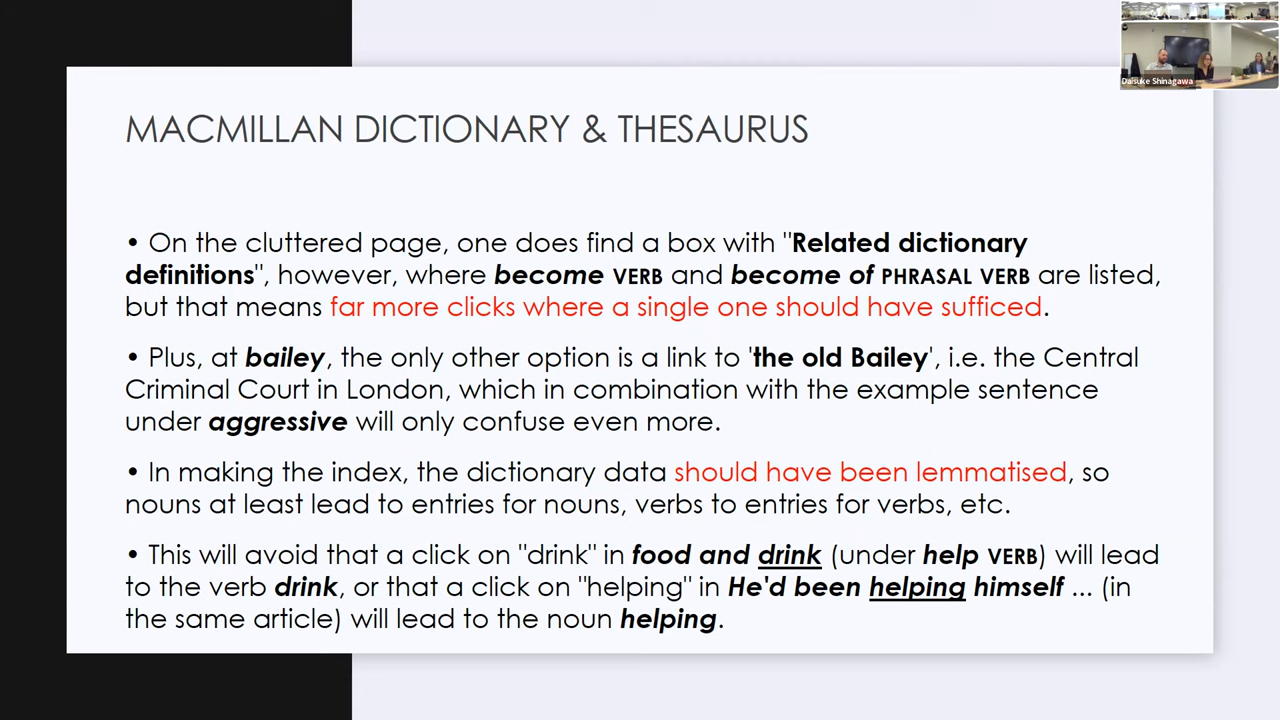 Daisuke Shinagawa
MACMILLAN DICTIONARY & THESAURUS
• On the cluttered page, one does find a box with "Related dictionary
definitions", however, where become VERB and become of PHRASAL VERB are listed,
but that means far more clicks where a single one should have sufficed.
• Plus, at bailey, the only other option is a link to 'the old Bailey', i.e. the Central
Criminal Court in London, which in combination with the example sentence
under aggressive will only confuse even more.
• In making the index, the dictionary data should have been lemmatised, so
nouns at least lead to entries for nouns, verbs to entries for verbs, etc.
• This will avoid that a click on "drink" in food and drink (under help VERB) will lead
to the verb drink, or that a click on "helping" in He'd been helping himself ... (in
the same article) will lead to the noun helping.